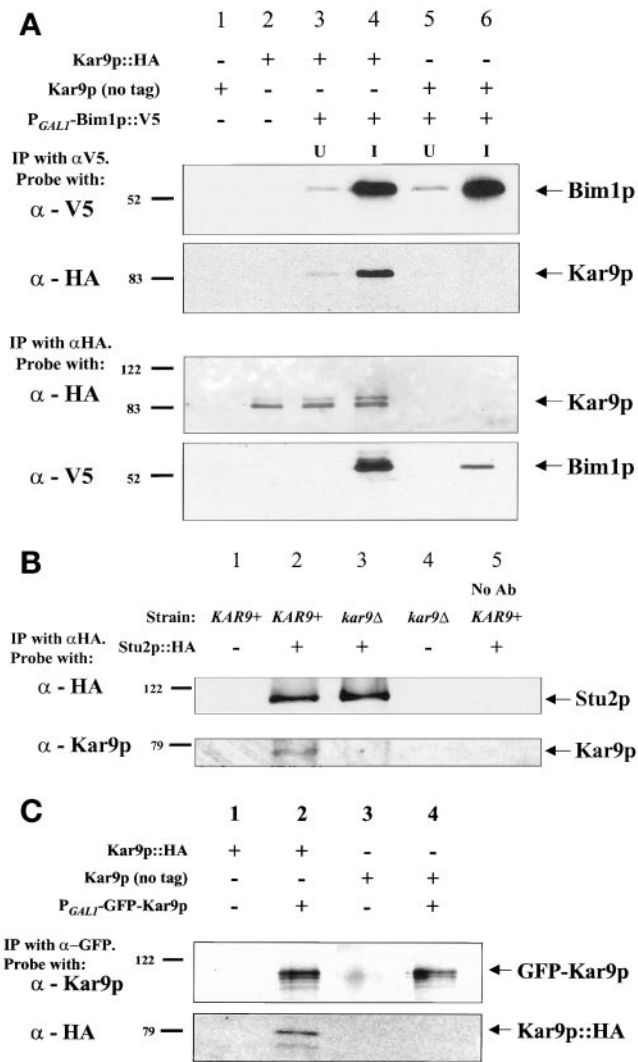 A
1 2 3 4 5 6
Kar9p::HA - + + + - -
Kar9p (no tag) + - - - + +
PGAL1-Bim1p::V5 - - + + + +
U I U I
IP with αV5.
Probe with:
α - V5
52
Bim1p
α - HA
83
Kar9p
IP with αHA.
Probe with:
122
α - HA
83
Kar9p
α - V5
52
Bim1p
B
1 2 3 4 5
No Ab
Strain: KAR9+ KAR9+ kar9Δ kar9Δ KAR9+
IP with αHA.
Stu2p::HA - + + - +
Probe with:
α - HA
122
Stu2p
α - Kar9p
79
Kar9p
C
1 2 3 4
Kar9p::HA + + - -
Kar9p (no tag) - - + +
PGAL1-GFP-Kar9p - + - +
IP with α-GFP.
Probe with:
122
α - Kar9p
GFP-Kar9p
α - HA
79
Kar9p::HA